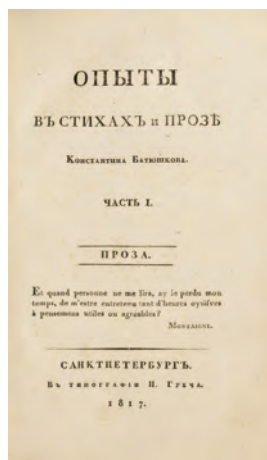 ОПЫТЫ
ВЪ СТИХАХЪ и ПРОЗѢ
Константина Батюшкова.
ЧАСТЬ I.
ПРОЗА.
Et quand personne ne me lira, ay je perdu mon
temps, de m'estre entretenu tant d'heures oysifves
à pensemens utiles ou agreables?
Montaigne.
САНКТПЕТЕРБУРГЪ.
Въ типографіи Н. Греча.
1817.